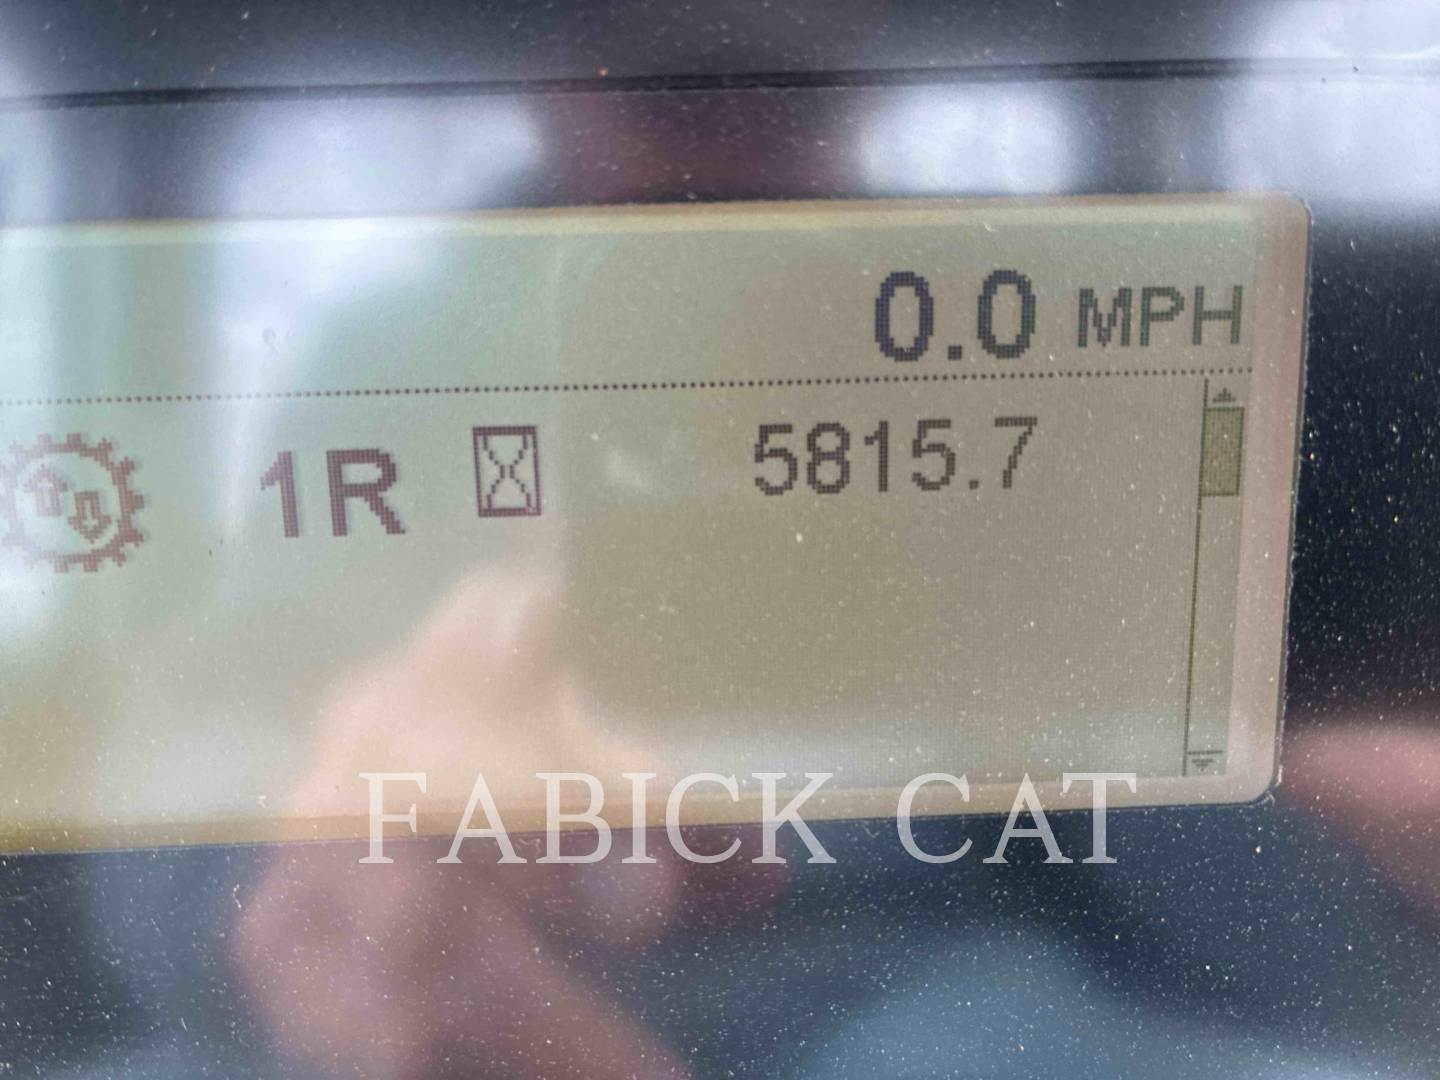 0.0 MPH
1R 5815.7
FABICK CAT